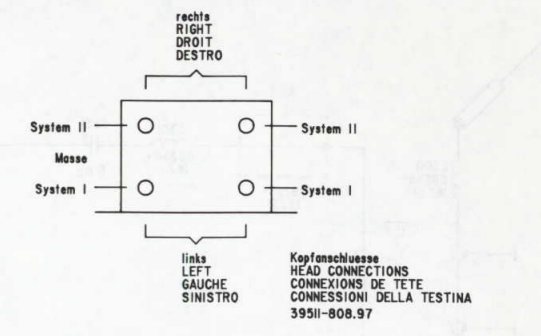 rechts
RIGHT
DROIT
DESTRO
System II
System II
Masse
System I
System I
links
LEFT
GAUCHE
SINISTRO
Kopfanschluesse
HEAD CONNECTIONS
CONNEXIONS DE TETE
CONNESSIONI DELLA TESTINA
39511-808.97